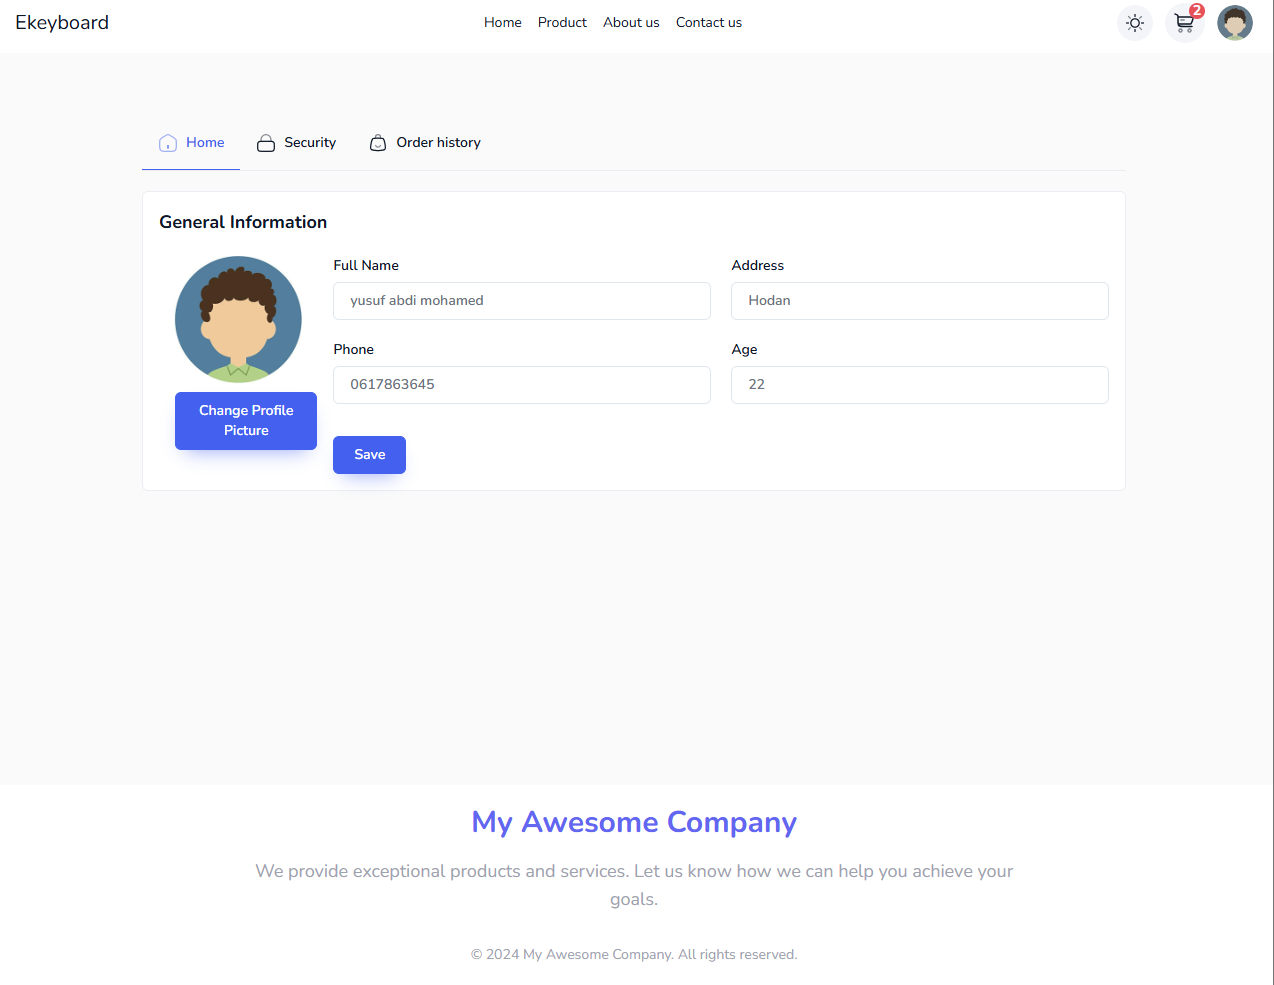 Ekeyboard
Home Product About us Contact us
2
Home Security Order history
General Information
Full Name
yusuf abdi mohamed
Address
Hodan
Phone
0617863645
Age
22
Change Profile
Picture
Save
My Awesome Company
We provide exceptional products and services. Let us know how we can help you achieve your
goals.
© 2024 My Awesome Company. All rights reserved.